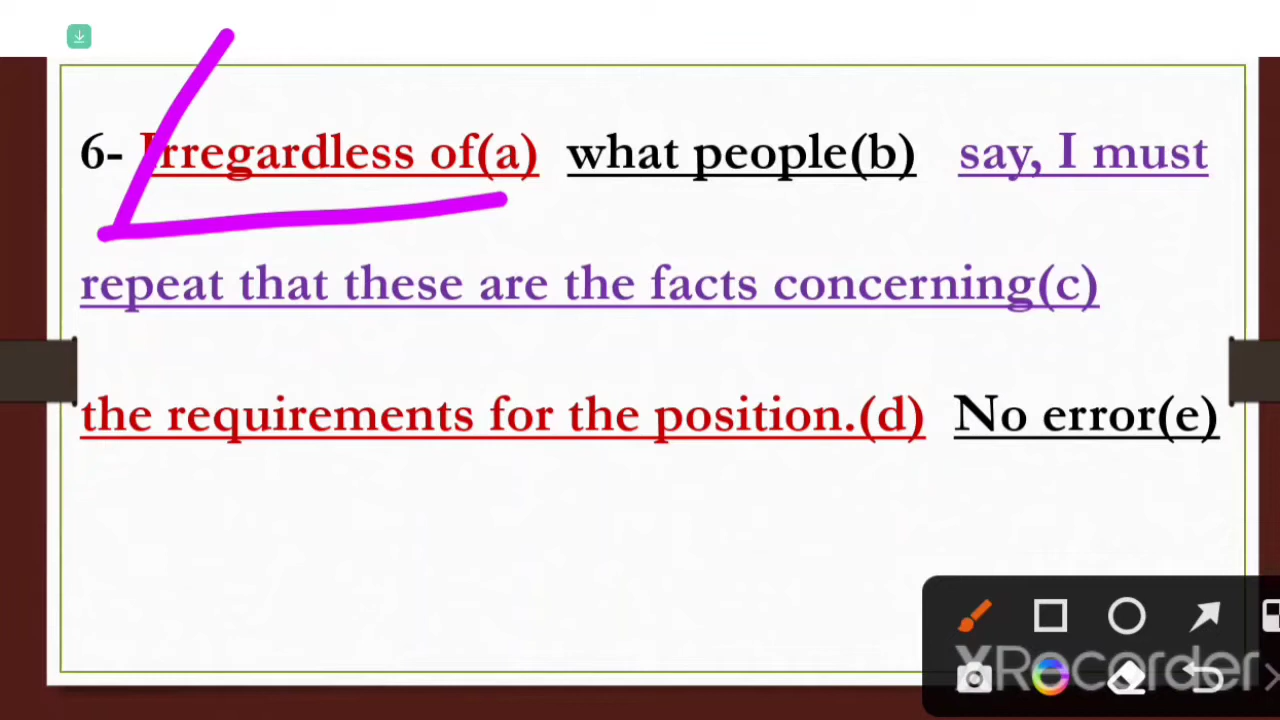 6- Irregardless of(a) what people(b) say, I must
repeat that these are the facts concerning(c)
the requirements for the position.(d) No error(e)
XRecorder